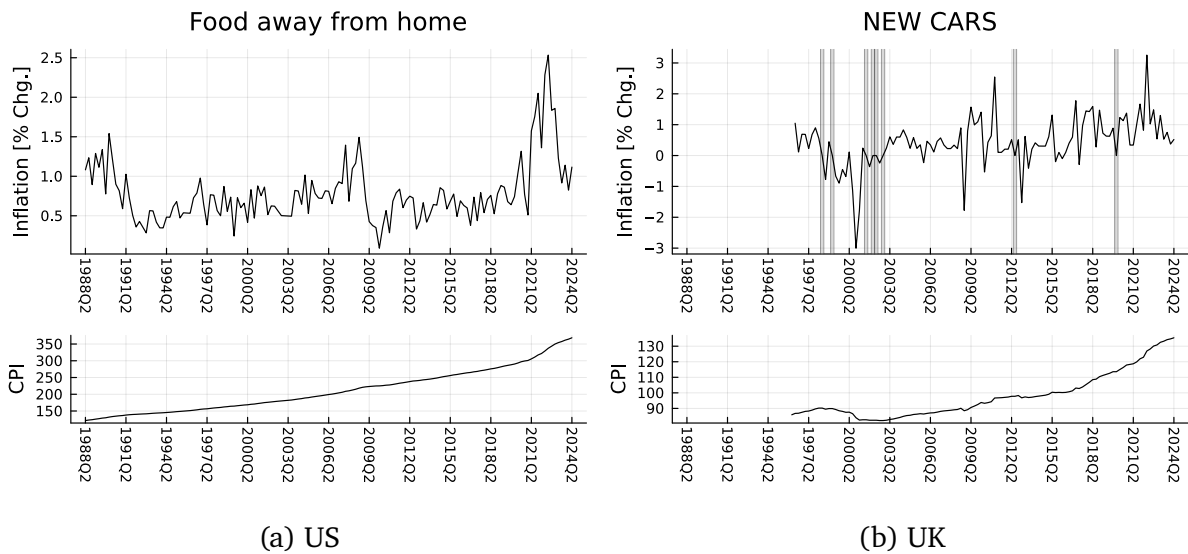 Food away from home
Inflation [% Chg.]
2.5
2.0
1.5
1.0
0.5
1988Q2
1991Q2
1994Q2
1997Q2
2000Q2
2003Q2
2006Q2
2009Q2
2012Q2
2015Q2
2018Q2
2021Q2
2024Q2
CPI
350
300
250
200
150
1988Q2
1991Q2
1994Q2
1997Q2
2000Q2
2003Q2
2006Q2
2009Q2
2012Q2
2015Q2
2018Q2
2021Q2
2024Q2
(a) US
NEW CARS
Inflation [% Chg.]
3
2
1
0
−1
−2
−3
1988Q2
1991Q2
1994Q2
1997Q2
2000Q2
2003Q2
2006Q2
2009Q2
2012Q2
2015Q2
2018Q2
2021Q2
2024Q2
CPI
130
120
110
100
90
1988Q2
1991Q2
1994Q2
1997Q2
2000Q2
2003Q2
2006Q2
2009Q2
2012Q2
2015Q2
2018Q2
2021Q2
2024Q2
(b) UK